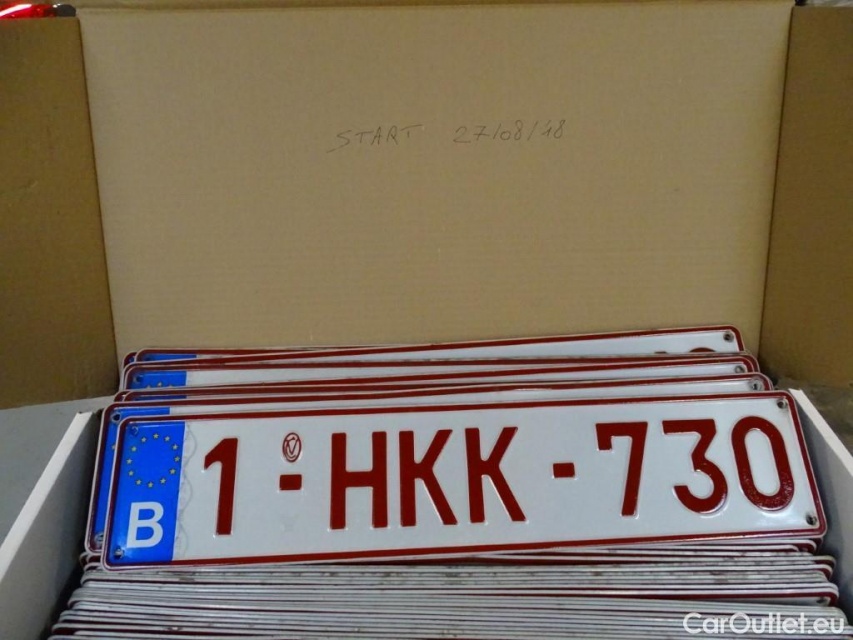 START 27/08/18
B 1-HKK-730
CarOutlet.eu